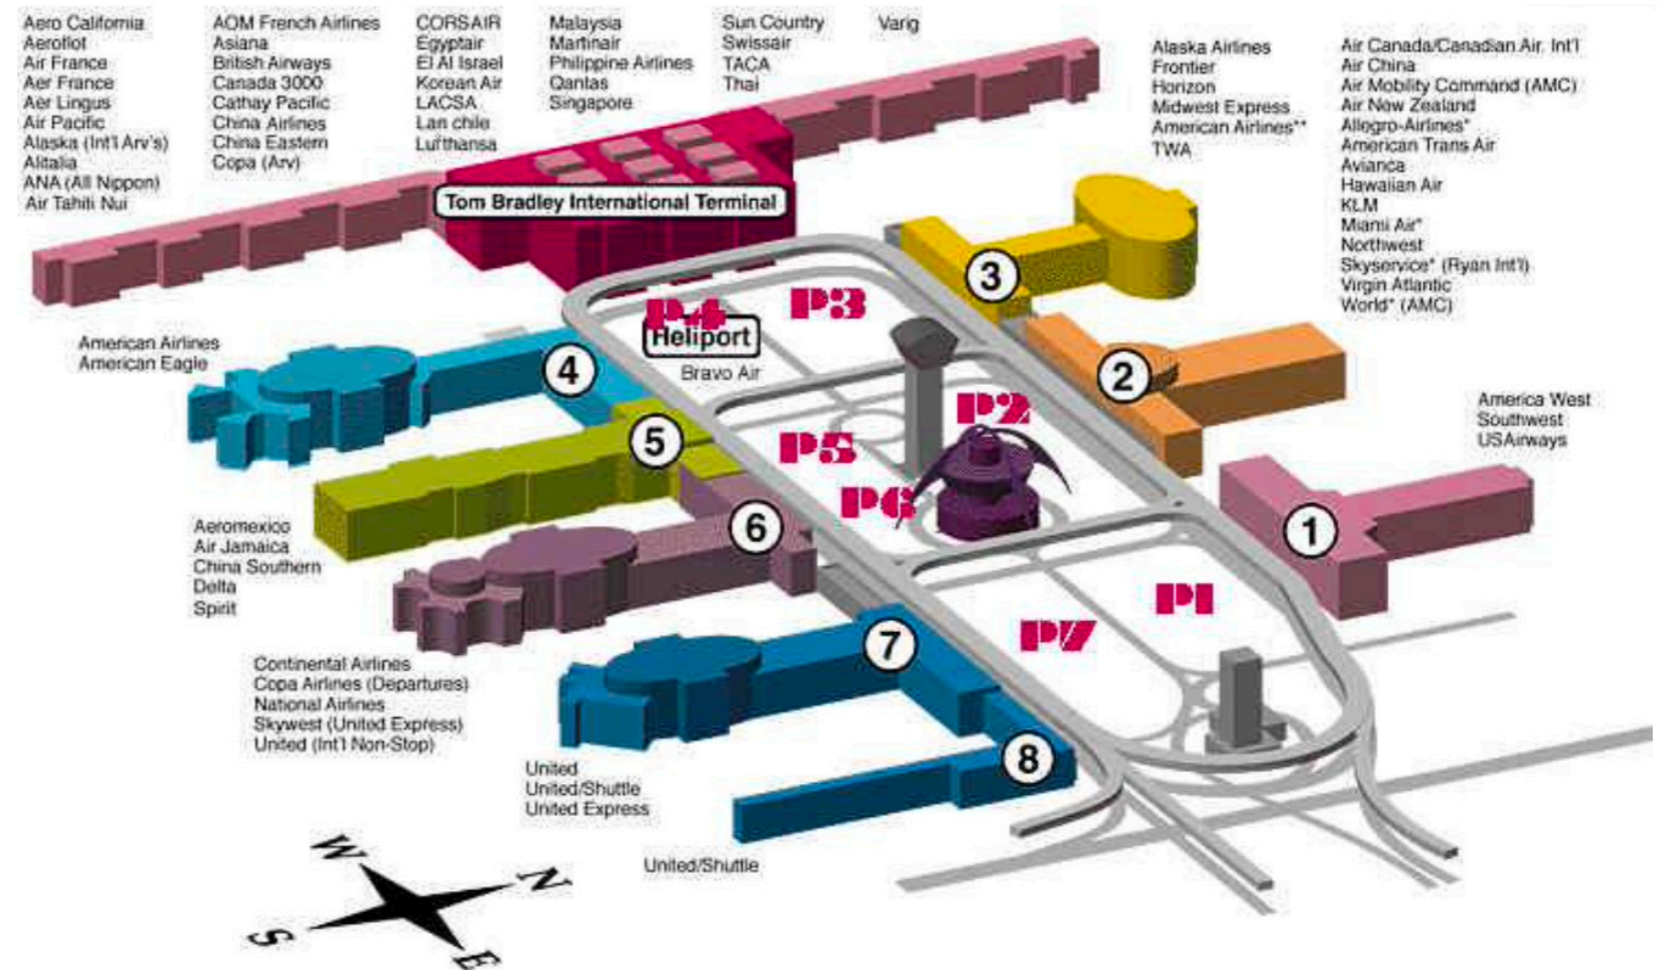 Aero California
Aeroflot
Air France
Aer France
Aer Lingus
Air Pacific
Alaska (Int'l Arv's)
Alitalia
ANA (All Nippon)
Air Tahiti Nui
AOM French Airlines
Asiana
British Airways
Canada 3000
Cathay Pacific
China Airlines
China Eastern
Copa (Arv)
CORSAIR
Egyptair
El Al Israel
Korean Air
LACSA
Lan chile
Lufthansa
Malaysia
Martinair
Philippine Airlines
Qantas
Singapore
Sun Country
Swissair
TACA
Thai
Varig
Alaska Airlines
Frontier
Horizon
Midwest Express
American Airlines**
TWA
Air Canada/Canadian Air. Int'l
Air China
Air Mobility Command (AMC)
Air New Zealand
Allegro-Airlines*
American Trans Air
Avianca
Hawaiian Air
KLM
Miami Air*
Northwest
Skyservice* (Ryan Int'l)
Virgin Atlantic
World* (AMC)
Tom Bradley International Terminal
3
P4
P3
Heliport
Bravo Air
American Airlines
American Eagle
4
2
P2
America West
Southwest
USAirways
5
P5
P6
6
1
Aeromexico
Air Jamaica
China Southern
Delta
Spirit
P1
P7
7
Continental Airlines
Copa Airlines (Departures)
National Airlines
Skywest (United Express)
United (Int'l Non-Stop)
8
United
United/Shuttle
United Express
United/Shuttle
W
N
S
E